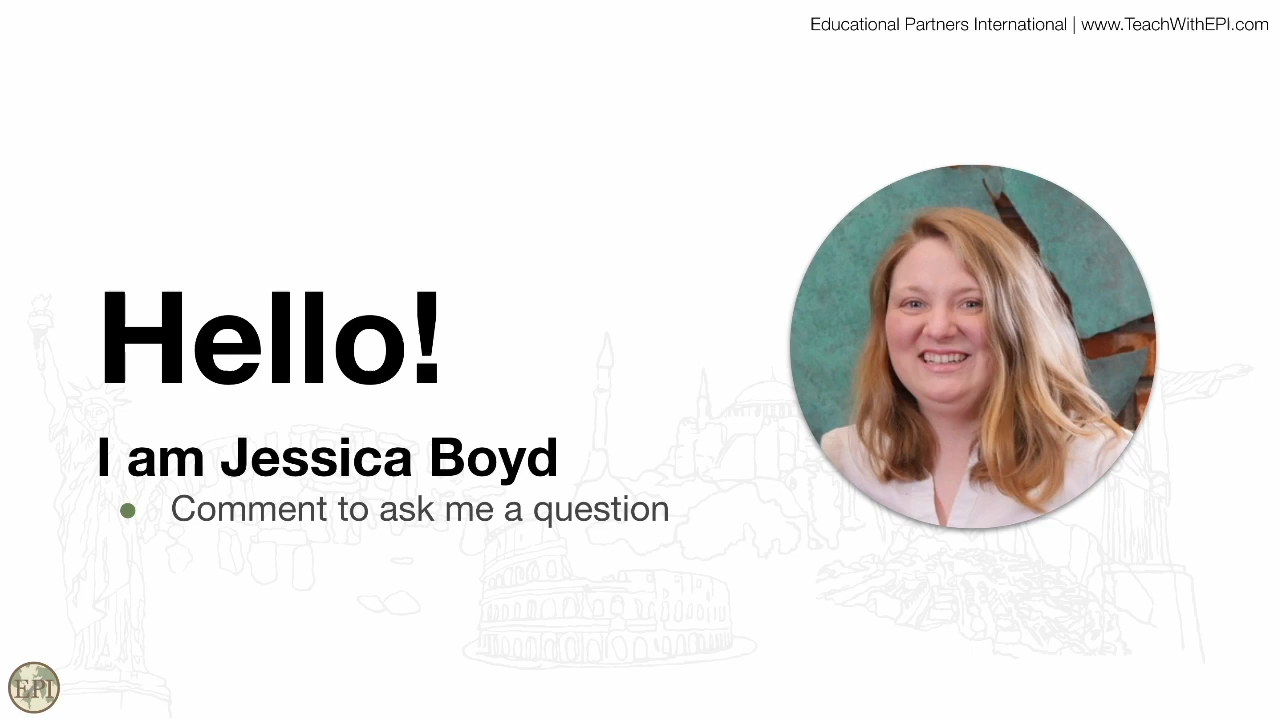 Educational Partners International | www.TeachWithEPI.com
Hello!
I am Jessica Boyd
● Comment to ask me a question
EPI